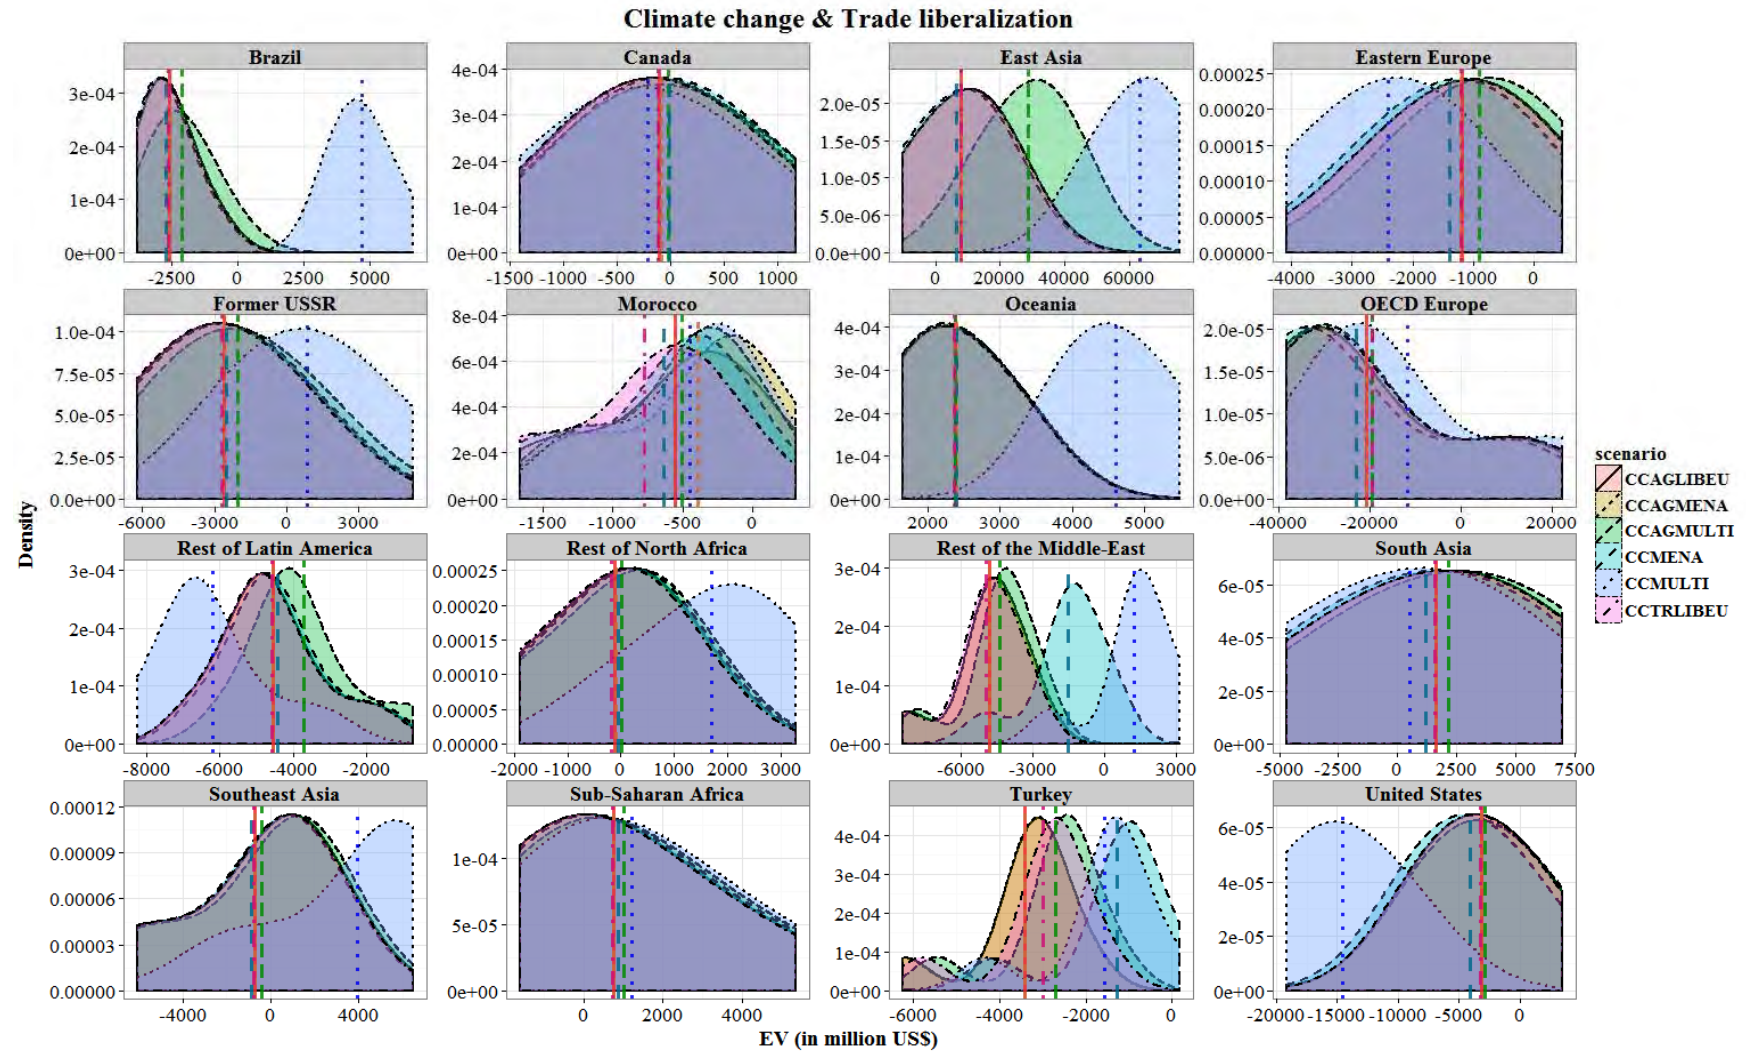 Climate change & Trade liberalization
Brazil
Canada
East Asia
Eastern Europe
3e-04
2e-04
1e-04
0e+00
-2500 0 2500 5000
4e-04
3e-04
2e-04
1e-04
0e+00
-1500 -1000 -500 0 500 1000
2.0e-05
1.5e-05
1.0e-05
5.0e-06
0.0e+00
0 20000 40000 60000
0.00025
0.00020
0.00015
0.00010
0.00005
0.00000
-4000 -3000 -2000 -1000 0
Former USSR
Morocco
Oceania
OECD Europe
1.0e-04
7.5e-05
5.0e-05
2.5e-05
0.0e+00
-6000 -3000 0 3000
8e-04
6e-04
4e-04
2e-04
0e+00
-1500 -1000 -500 0
4e-04
3e-04
2e-04
1e-04
0e+00
2000 3000 4000 5000
2.0e-05
1.5e-05
1.0e-05
5.0e-06
0.0e+00
-40000 -20000 0 20000
Rest of Latin America
Rest of North Africa
Rest of the Middle-East
South Asia
3e-04
2e-04
1e-04
0e+00
-8000 -6000 -4000 -2000
0.00025
0.00020
0.00015
0.00010
0.00005
0.00000
-2000 -1000 0 1000 2000 3000
3e-04
2e-04
1e-04
0e+00
-6000 -3000 0 3000
6e-05
4e-05
2e-05
0e+00
-5000 -2500 0 2500 5000 7500
Southeast Asia
Sub-Saharan Africa
Turkey
United States
0.00012
0.00009
0.00006
0.00003
0.00000
-4000 0 4000
1e-04
5e-05
0e+00
0 2000 4000
4e-04
3e-04
2e-04
1e-04
0e+00
-6000 -4000 -2000 0
6e-05
4e-05
2e-05
0e+00
-20000 -15000 -10000 -5000 0
Density
EV (in million US$)
scenario
CCAGLIBEU
CCAGMENA
CCAGMULTI
CCMENA
CCMULTI
CCTRLIBEU